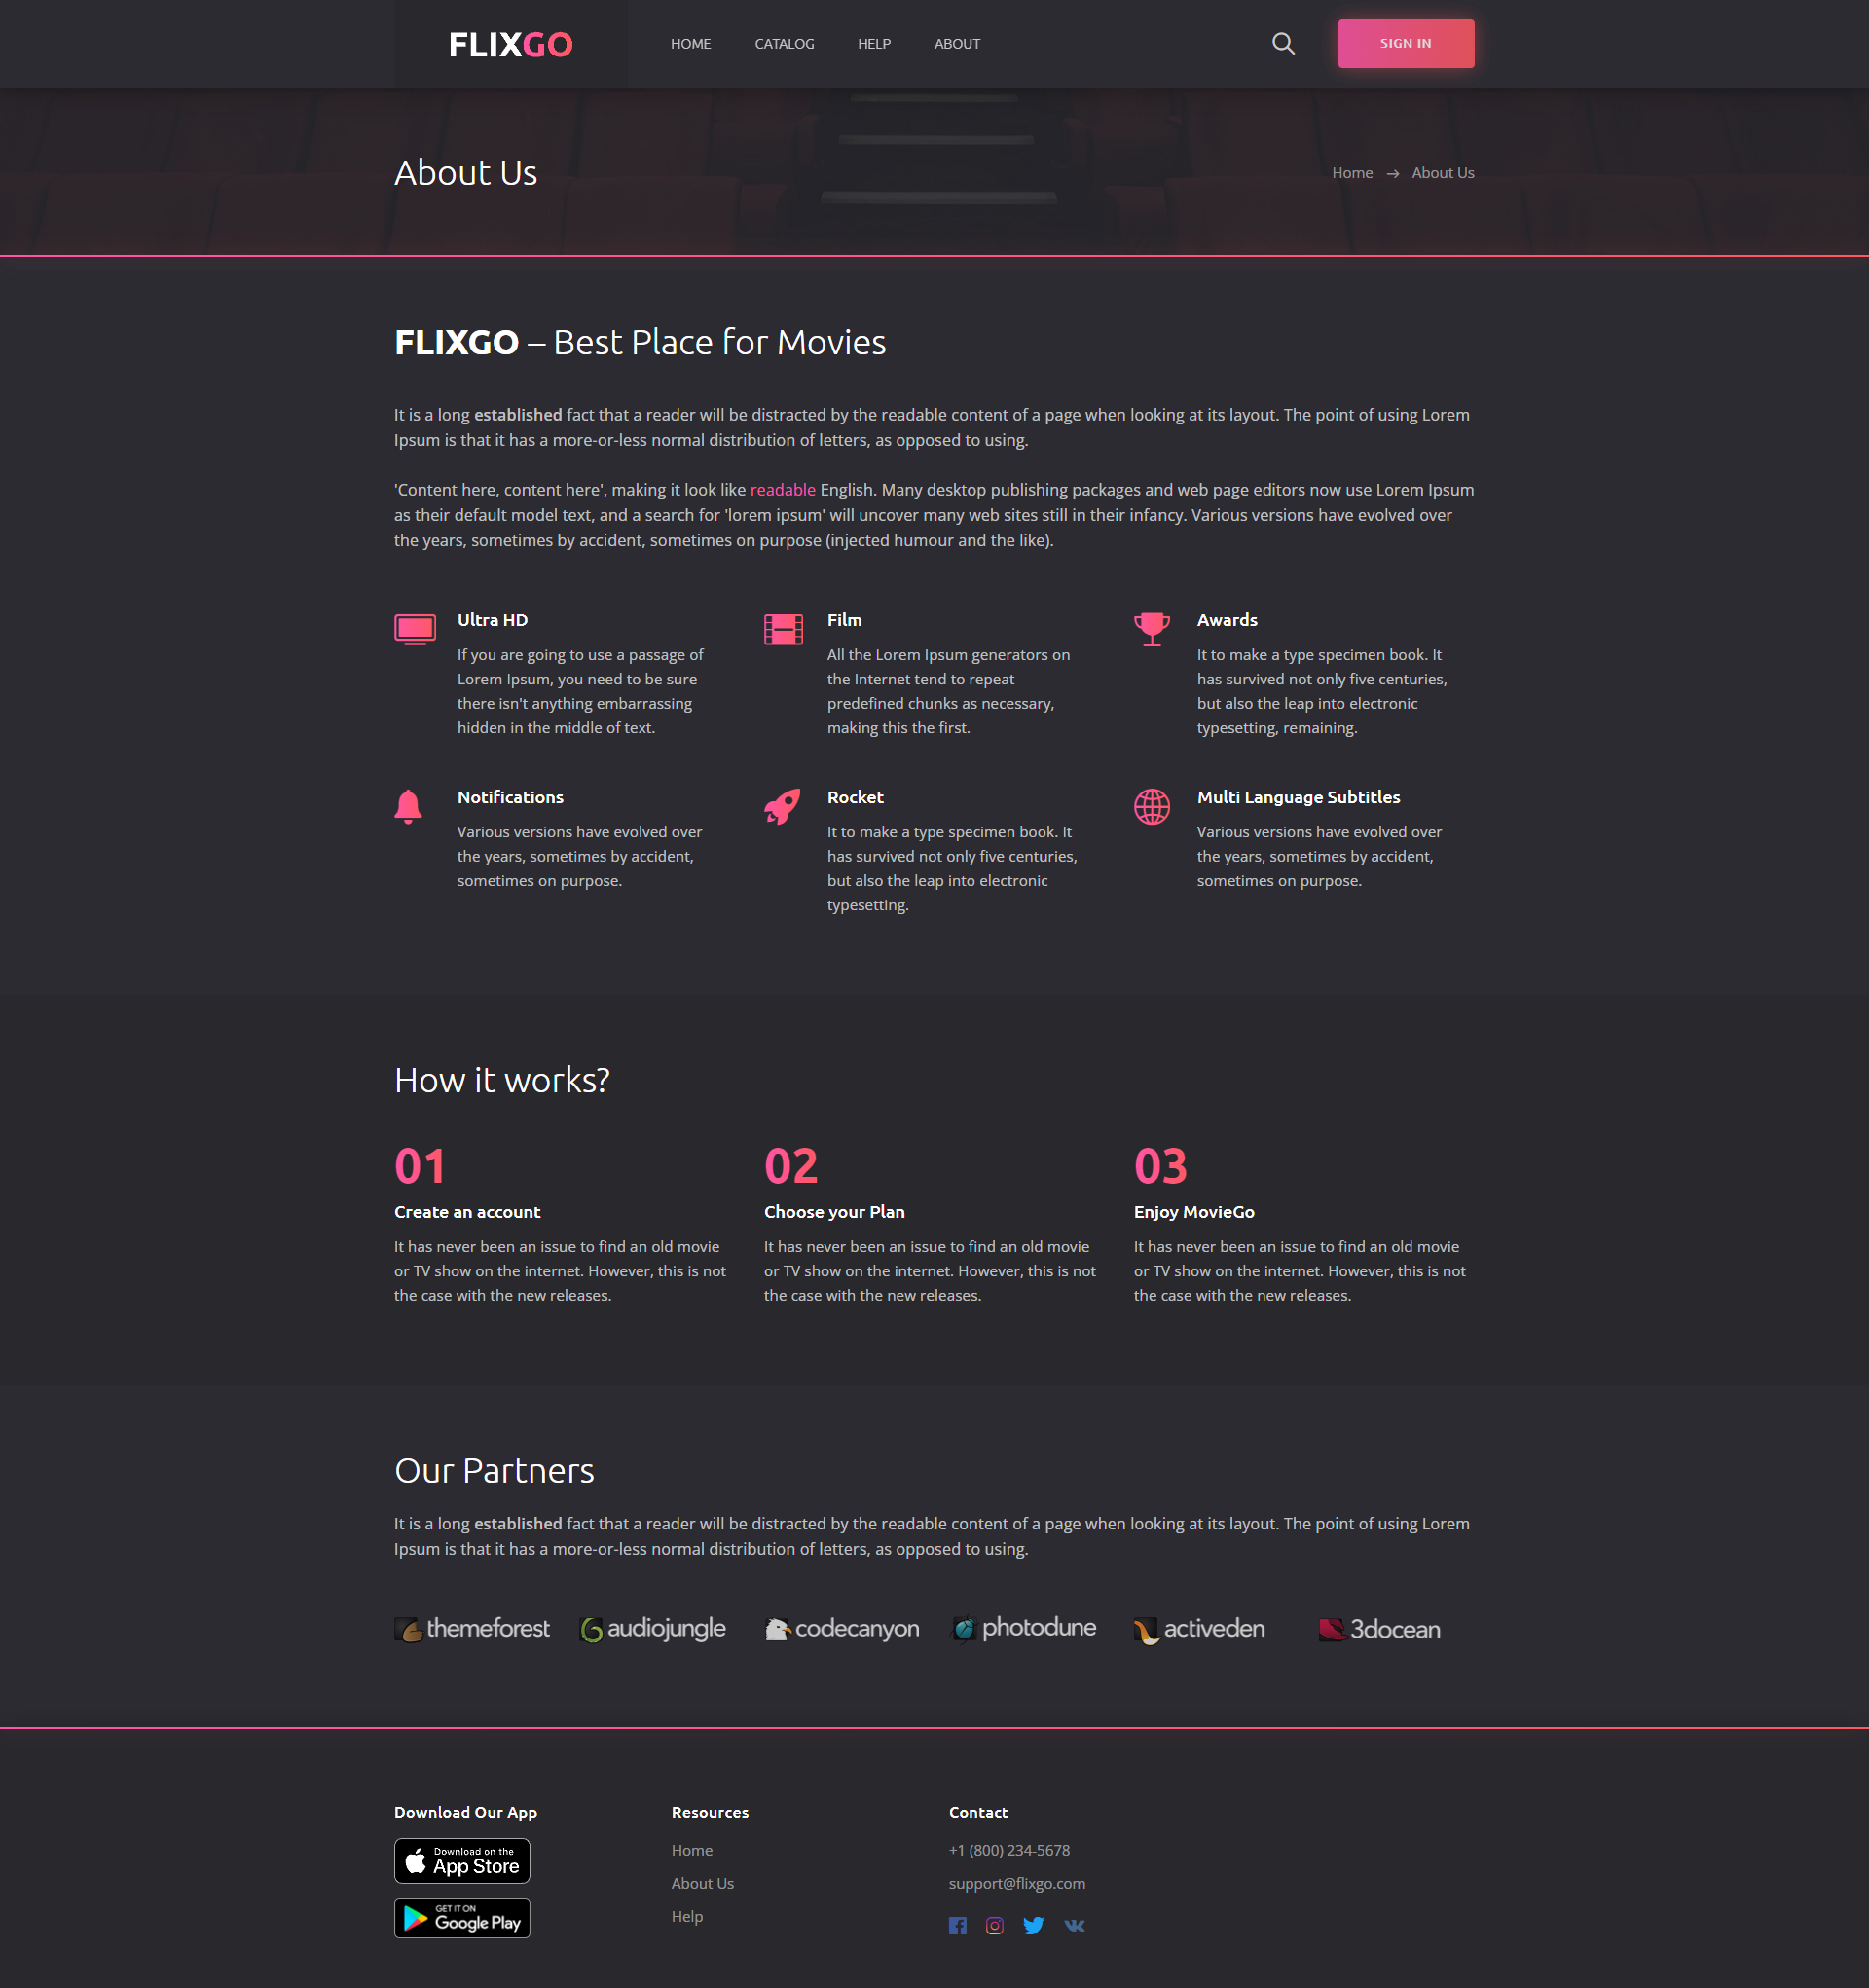 FLIXGO
HOME
CATALOG
HELP
ABOUT
SIGN IN
About Us
Home → About Us
FLIXGO – Best Place for Movies
It is a long established fact that a reader will be distracted by the readable content of a page when looking at its layout. The point of using Lorem
Ipsum is that it has a more-or-less normal distribution of letters, as opposed to using.
'Content here, content here', making it look like readable English. Many desktop publishing packages and web page editors now use Lorem Ipsum
as their default model text, and a search for 'lorem ipsum' will uncover many web sites still in their infancy. Various versions have evolved over
the years, sometimes by accident, sometimes on purpose (injected humour and the like).
Ultra HD
If you are going to use a passage of
Lorem Ipsum, you need to be sure
there isn't anything embarrassing
hidden in the middle of text.
Film
All the Lorem Ipsum generators on
the Internet tend to repeat
predefined chunks as necessary,
making this the first.
Awards
It to make a type specimen book. It
has survived not only five centuries,
but also the leap into electronic
typesetting, remaining.
Notifications
Various versions have evolved over
the years, sometimes by accident,
sometimes on purpose.
Rocket
It to make a type specimen book. It
has survived not only five centuries,
but also the leap into electronic
typesetting.
Multi Language Subtitles
Various versions have evolved over
the years, sometimes by accident,
sometimes on purpose.
How it works?
01
Create an account
It has never been an issue to find an old movie
or TV show on the internet. However, this is not
the case with the new releases.
02
Choose your Plan
It has never been an issue to find an old movie
or TV show on the internet. However, this is not
the case with the new releases.
03
Enjoy MovieGo
It has never been an issue to find an old movie
or TV show on the internet. However, this is not
the case with the new releases.
Our Partners
It is a long established fact that a reader will be distracted by the readable content of a page when looking at its layout. The point of using Lorem
Ipsum is that it has a more-or-less normal distribution of letters, as opposed to using.
themeforest
audiojungle
codecanyon
photodune
activeden
3docean
Download Our App
Download on the
App Store
GET IT ON
Google Play
Resources
Home
About Us
Help
Contact
+1 (800) 234-5678
support@flixgo.com